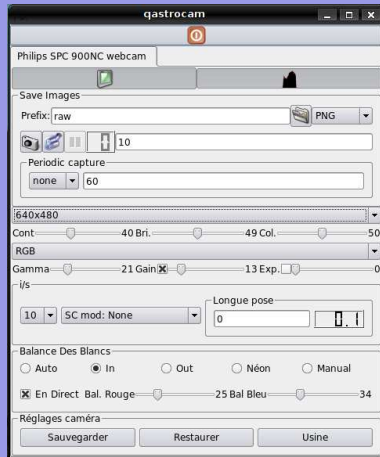 qastrocam
Philips SPC 900NC webcam
Save Images
Prefix: raw PNG
0 10
Periodic capture
none 60
640x480
Cont 40 Bri. 49 Col. 50
RGB
Gamma 21 Gain 13 Exp. 0
i/s
Longue pose
10 SC mod: None 0 0.1
Balance Des Blancs
Auto In Out Néon Manual
En Direct Bal. Rouge 25 Bal Bleu 34
Réglages caméra
Sauvegarder Restaurer Usine